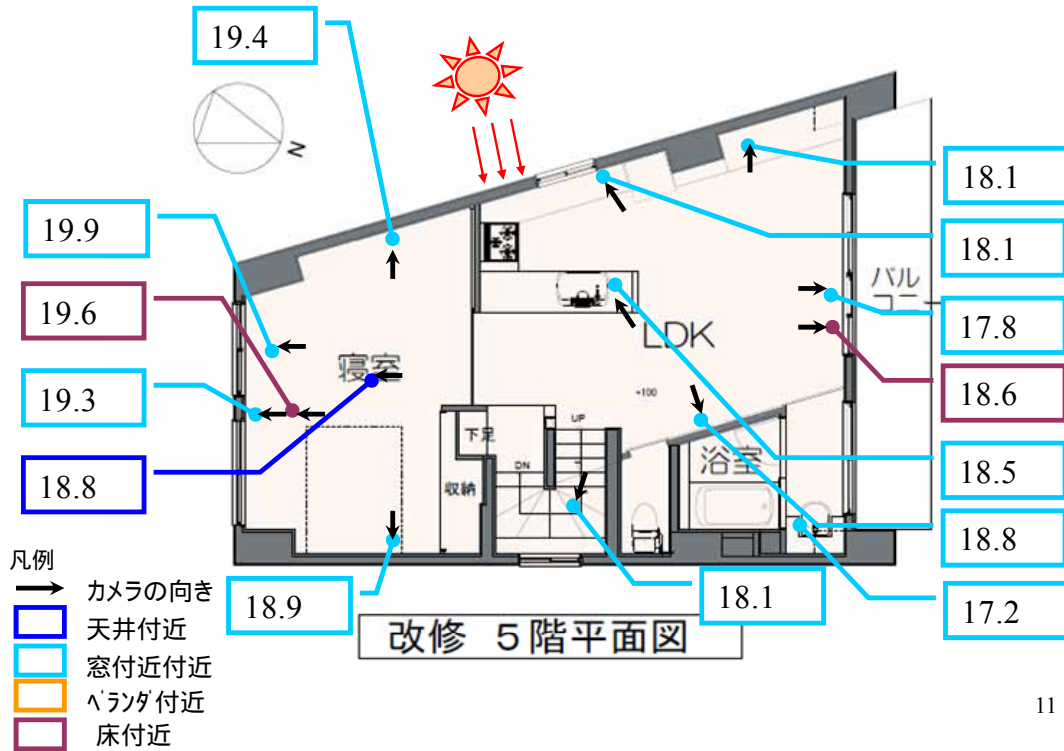 19.4
N
18.1
19.9
18.1
19.6
バル
コニー
17.8
LDK
寝室
19.3
18.6
+100
UP
下足
18.8
浴室
18.5
DN
収納
18.8
凡例
カメラの向き
18.9
18.1
17.2
天井付近
改修 5階平面図
窓付近付近
ベランダ付近
床付近
11